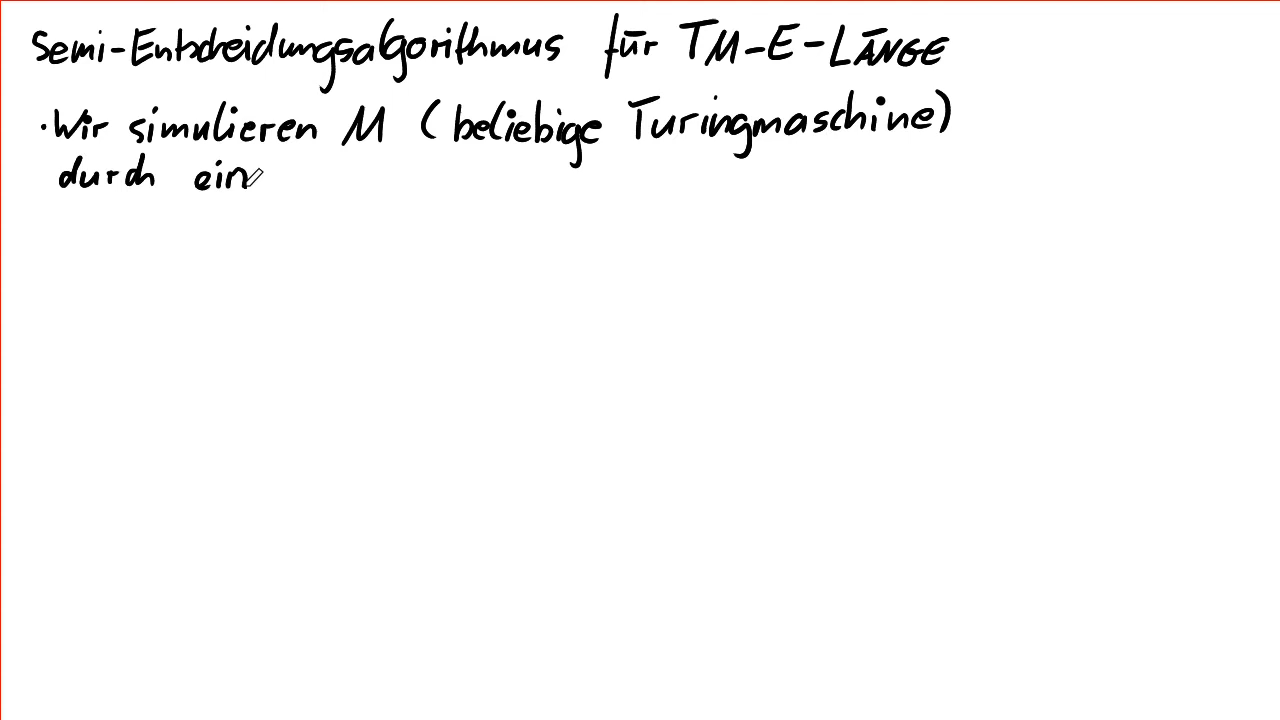 Semi-Entscheidungsalgorithmus für TM-E-LÄNGE
· Wir simulieren M (beliebige Turingmaschine)
durch ein